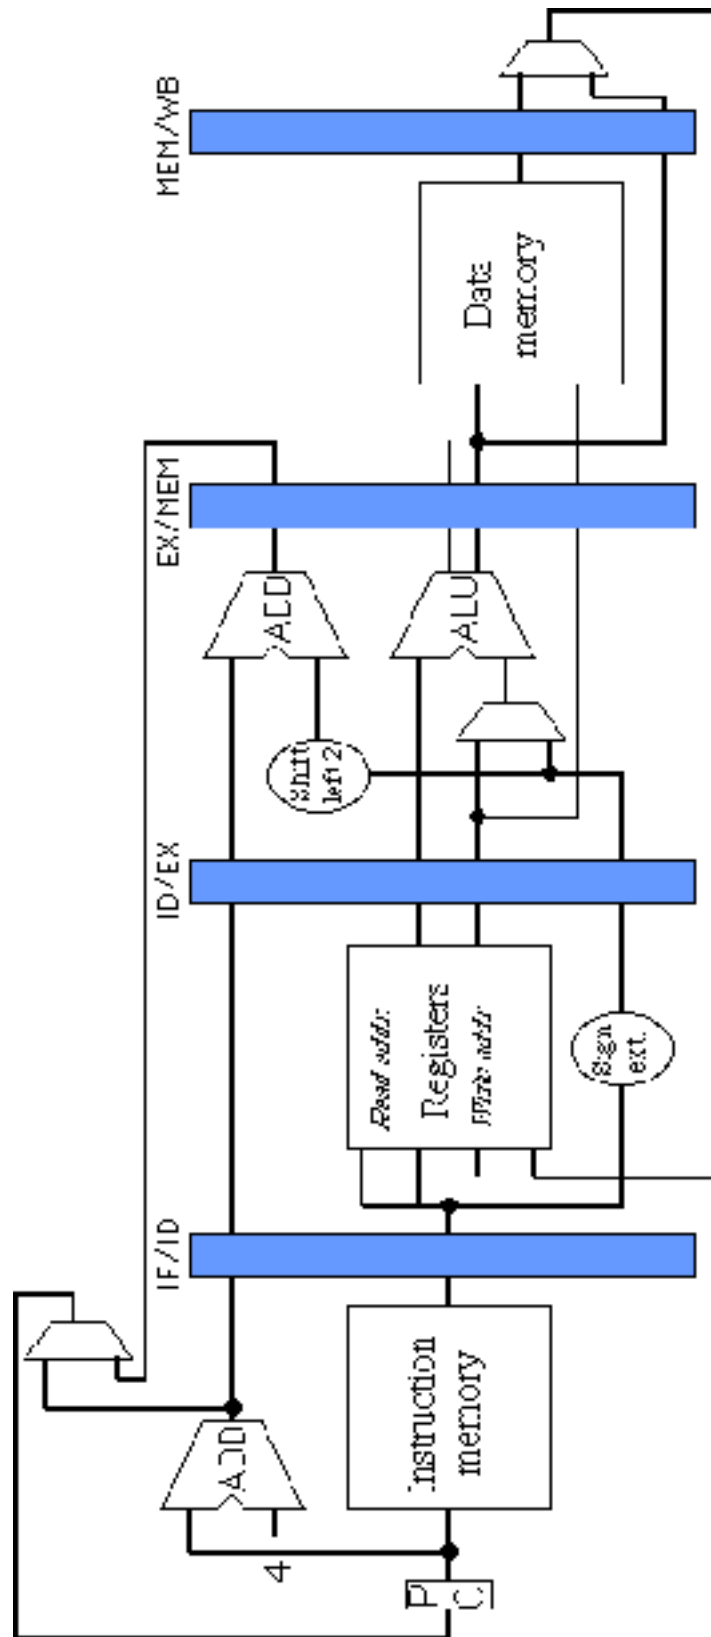 MEM/WB
Data
memory
EX/MEM
ADD
ALU
Shift
left 2
ID/EX
Read addr.
Registers
Write addr
Sign
ext.
IF/ID
ADD
4
Instruction
memory
P
C